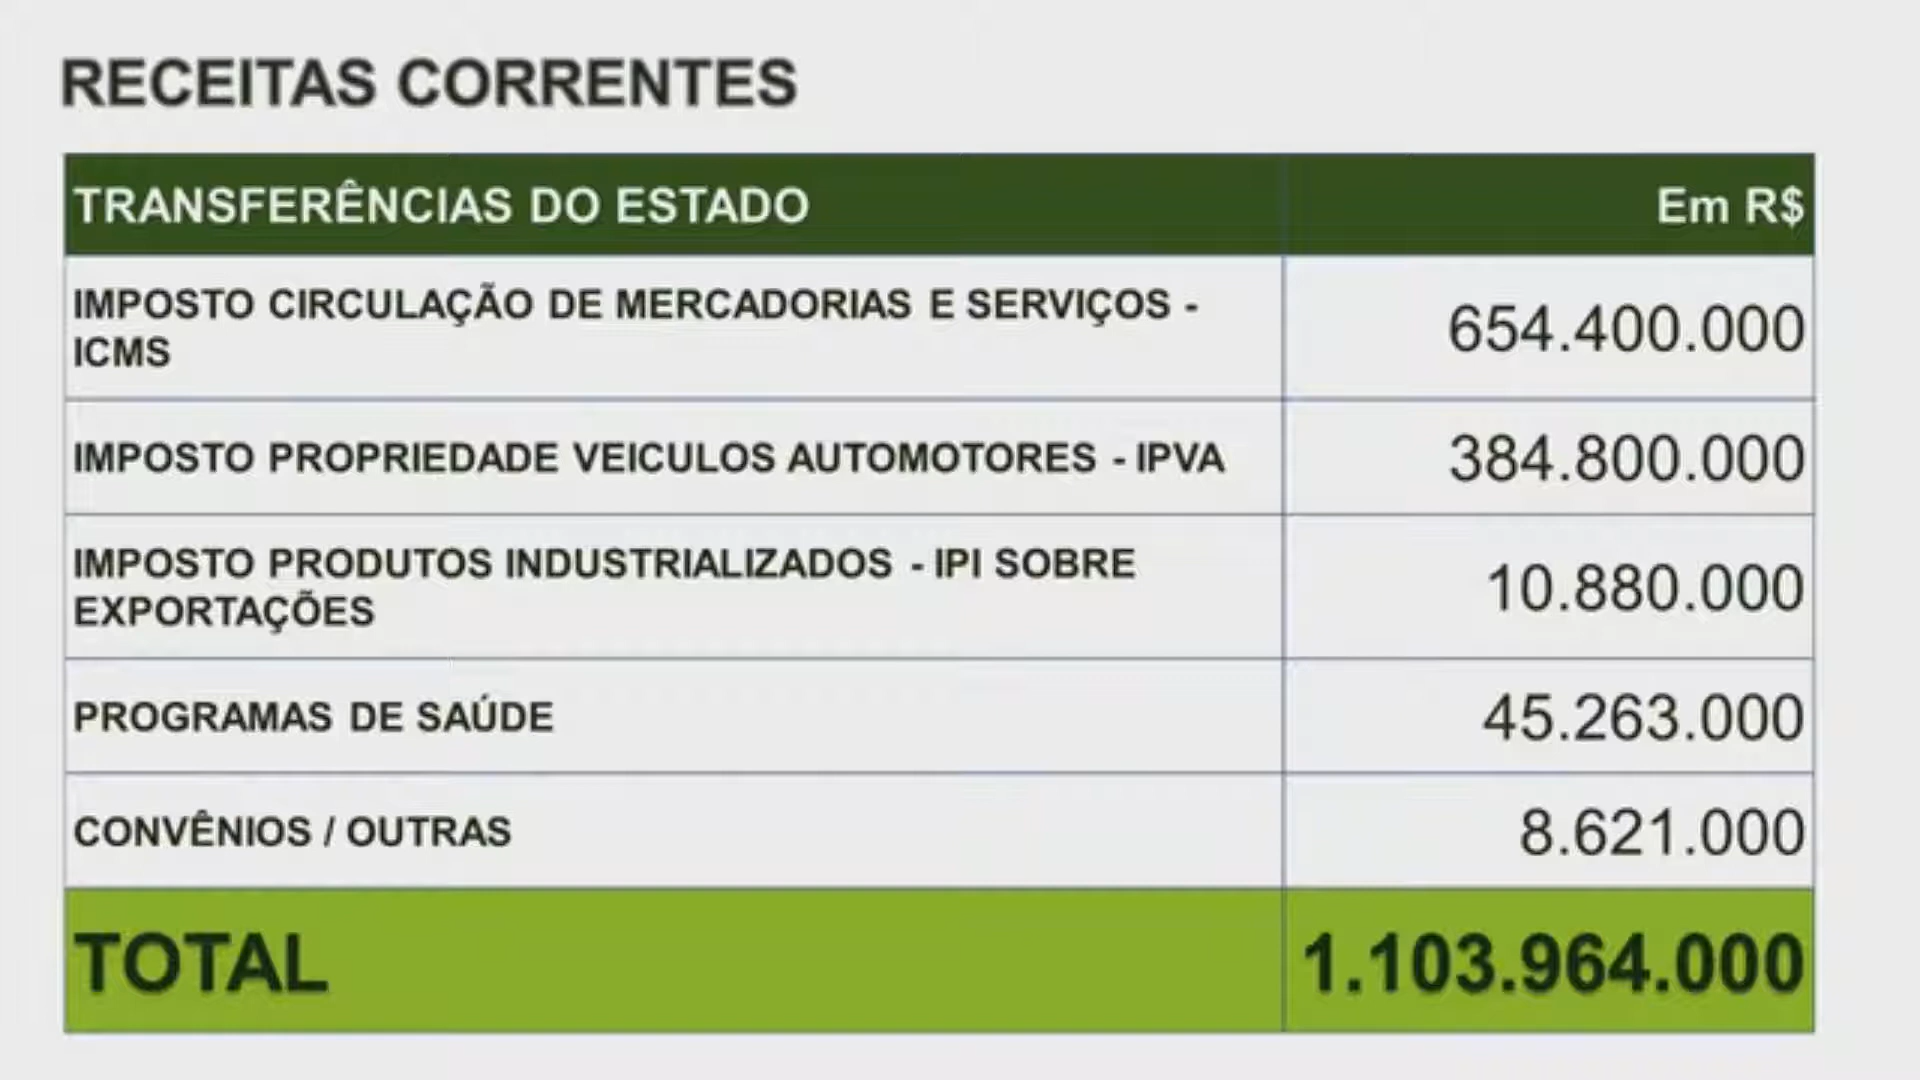 RECEITAS CORRENTES
TRANSFERÊNCIAS DO ESTADO Em R$
IMPOSTO CIRCULAÇÃO DE MERCADORIAS E SERVIÇOS -
ICMS 654.400.000
IMPOSTO PROPRIEDADE VEICULOS AUTOMOTORES - IPVA 384.800.000
IMPOSTO PRODUTOS INDUSTRIALIZADOS - IPI SOBRE
EXPORTAÇÕES 10.880.000
PROGRAMAS DE SAÚDE 45.263.000
CONVÊNIOS / OUTRAS 8.621.000
TOTAL 1.103.964.000